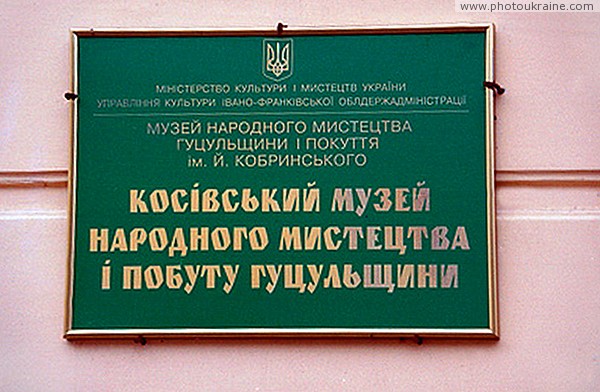 www.photoukraine.com
МІНІСТЕРСТВО КУЛЬТУРИ І МИСТЕЦТВ УКРАЇНИ
УПРАВЛІННЯ КУЛЬТУРИ ІВАНО-ФРАНКІВСЬКОЇ ОБЛДЕРЖАДМІНІСТРАЦІЇ
МУЗЕЙ НАРОДНОГО МИСТЕЦТВА
ГУЦУЛЬЩИНИ І ПОКУТТЯ
ім. Й. КОБРИНСЬКОГО
КОСІВСЬКИЙ МУЗЕЙ
НАРОДНОГО МИСТЕЦТВА
І ПОБУТУ ГУЦУЛЬЩИНИ